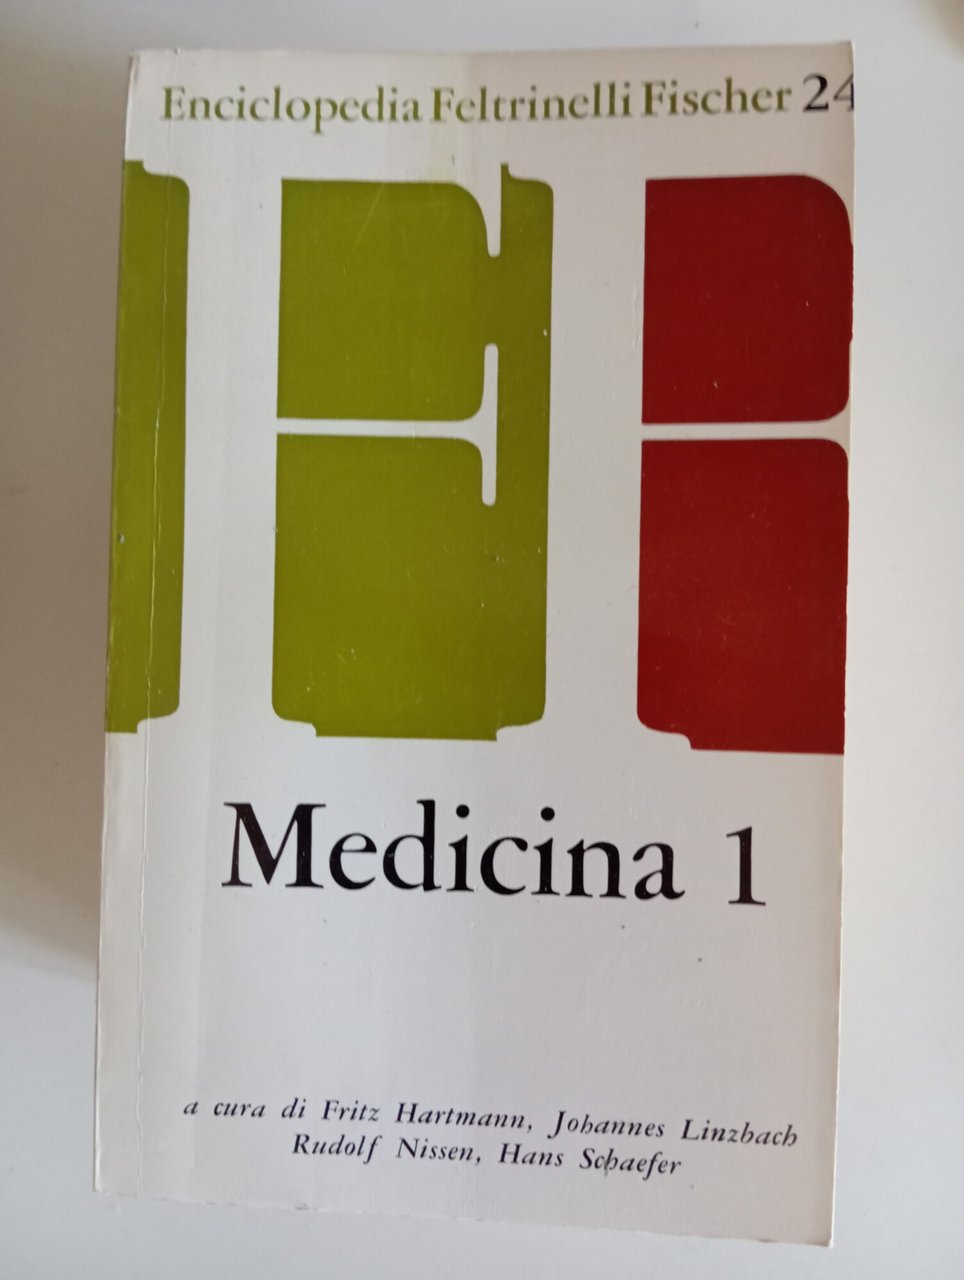 Enciclopedia Feltrinelli Fischer 24
Medicina 1
a cura di Fritz Hartmann, Johannes Linzbach
Rudolf Nissen, Hans Schaefer